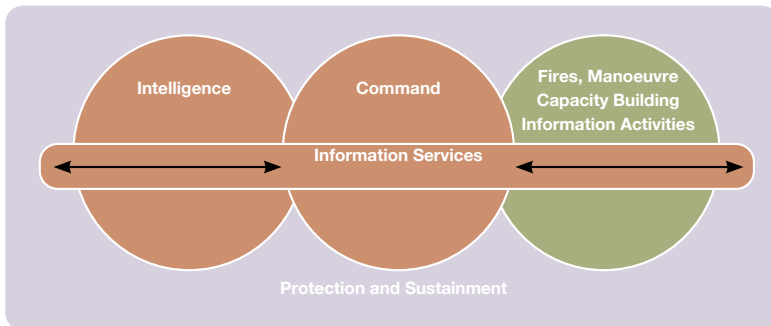 Intelligence
Command
Fires, Manoeuvre
Capacity Building
Information Activities
Information Services
Protection and Sustainment